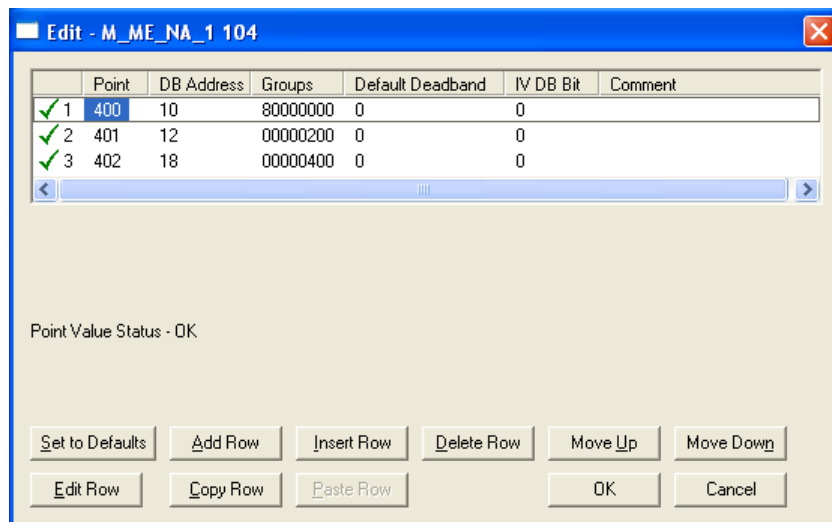 Edit - M_ME_NA_1 104
Point DB Address Groups Default Deadband IV DB Bit Comment
1 400 10 80000000 0 0
2 401 12 00000200 0 0
3 402 18 00000400 0 0
Point Value Status - OK
Set to Defaults Add Row Insert Row Delete Row Move Up Move Down
Edit Row Copy Row Paste Row OK Cancel